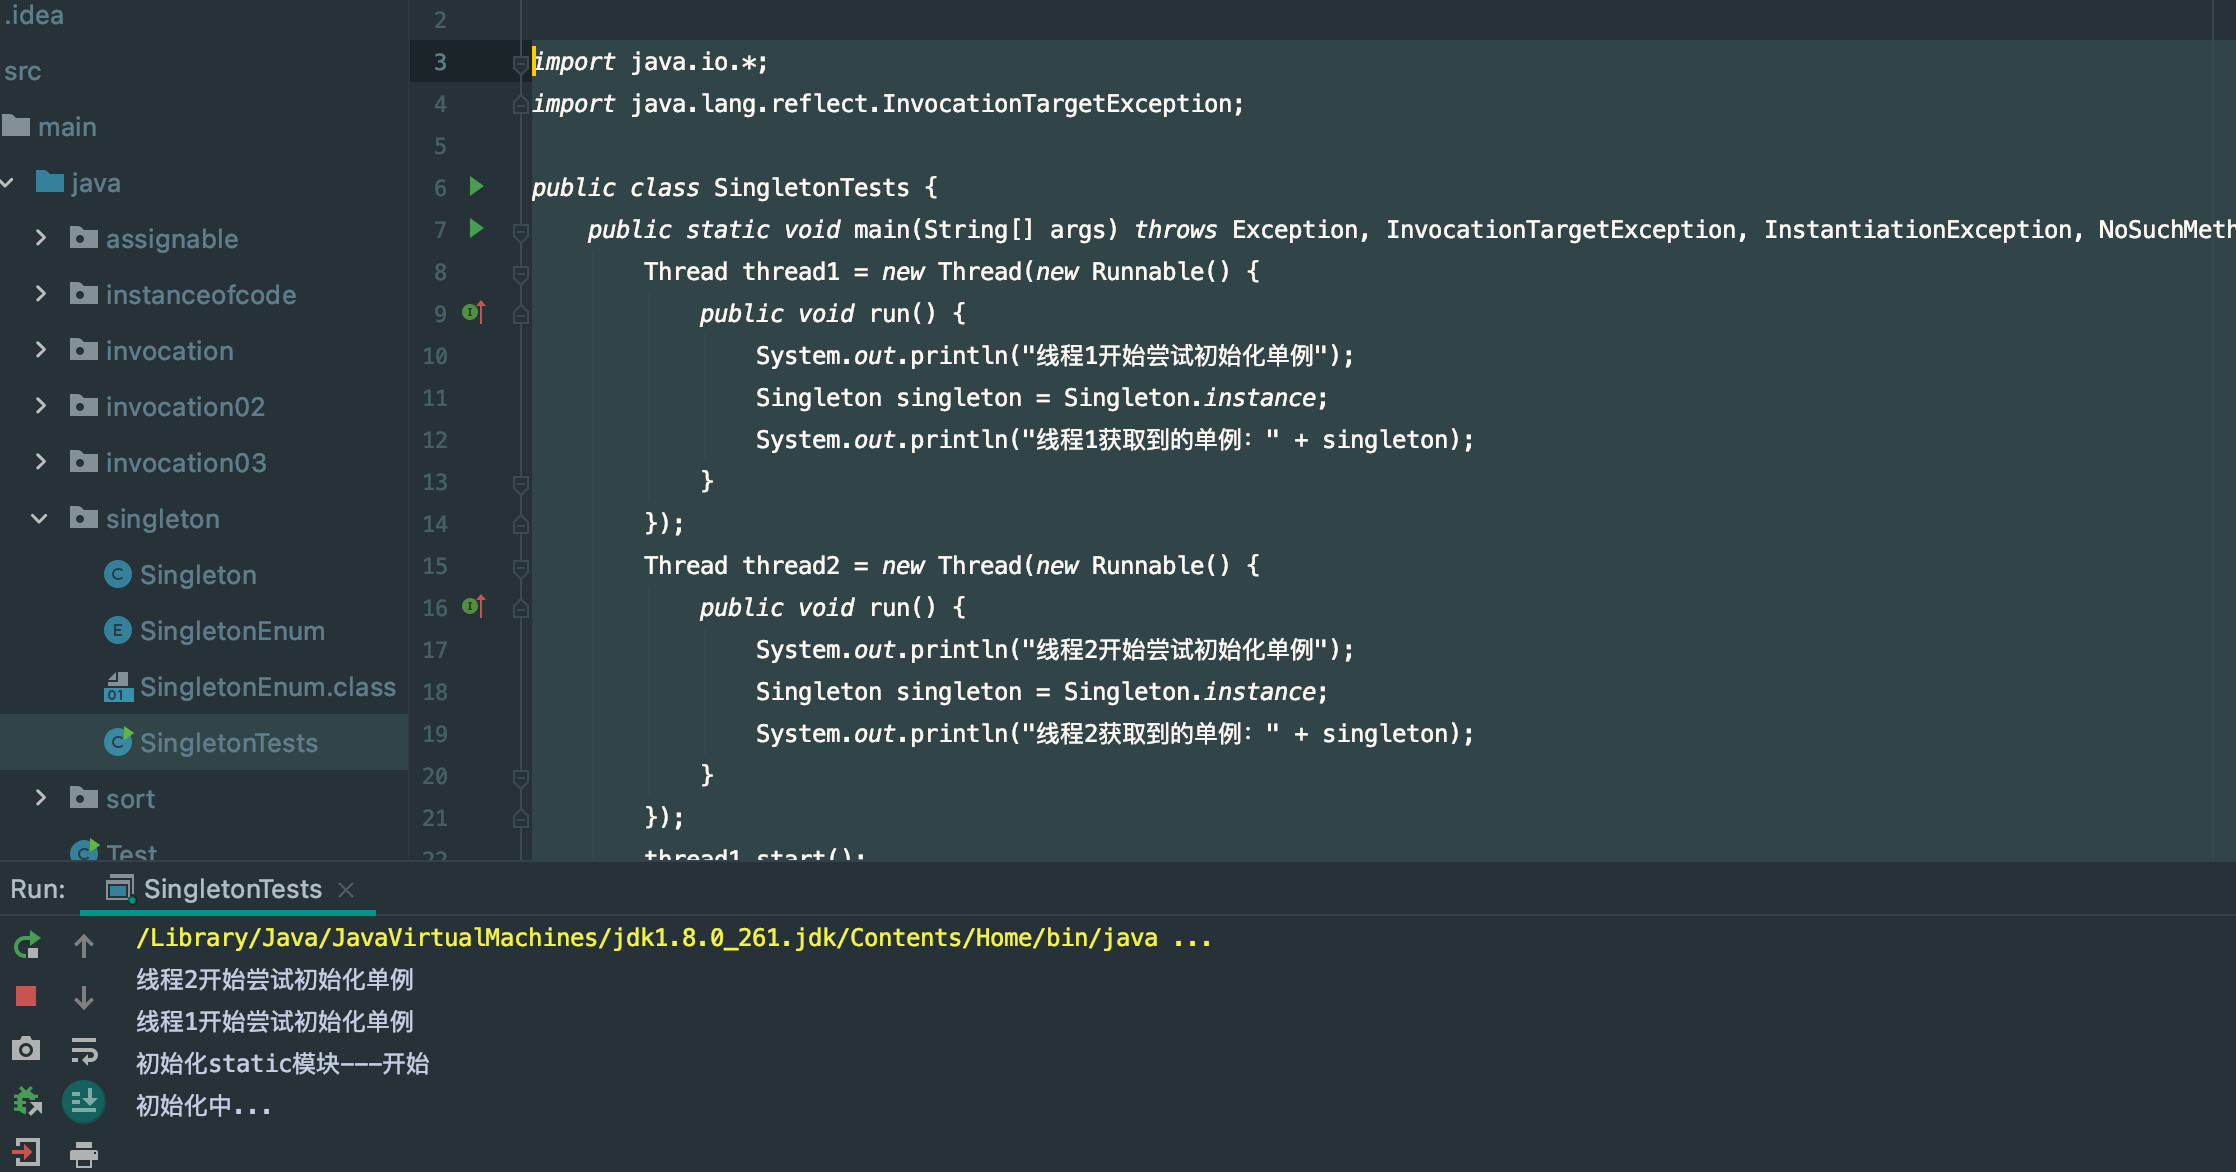 .idea
src
main
java
assignable
instanceofcode
invocation
invocation02
invocation03
singleton
Singleton
SingletonEnum
SingletonEnum.class
SingletonTests
sort
Test
2
3 import java.io.*;
4 import java.lang.reflect.InvocationTargetException;
5
6 public class SingletonTests {
7 public static void main(String[] args) throws Exception, InvocationTargetException, InstantiationException, NoSuchMeth
8 Thread thread1 = new Thread(new Runnable() {
9 public void run() {
10 System.out.println("线程1开始尝试初始化单例");
11 Singleton singleton = Singleton.instance;
12 System.out.println("线程1获取到的单例：" + singleton);
13 }
14 });
15 Thread thread2 = new Thread(new Runnable() {
16 public void run() {
17 System.out.println("线程2开始尝试初始化单例");
18 Singleton singleton = Singleton.instance;
19 System.out.println("线程2获取到的单例：" + singleton);
20 }
21 });
22 thread1.start();
Run: SingletonTests
/Library/Java/JavaVirtualMachines/jdk1.8.0_261.jdk/Contents/Home/bin/java ...
线程2开始尝试初始化单例
线程1开始尝试初始化单例
初始化static模块---开始
初始化中...